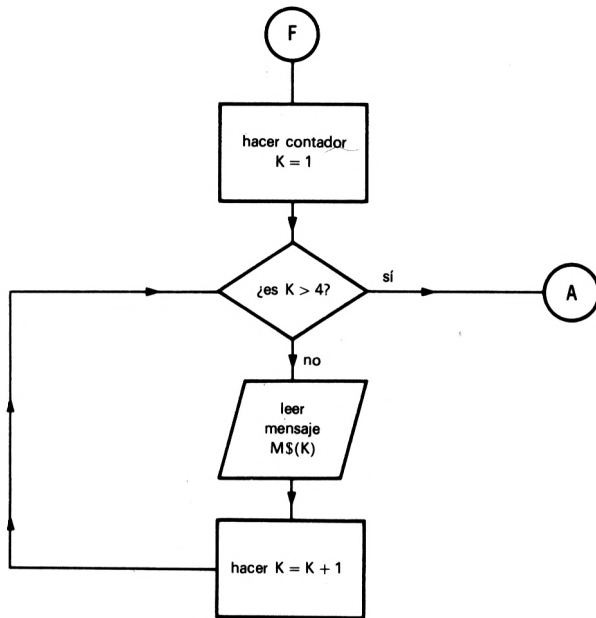 F
hacer contador
K = 1
¿es K > 4?
sí
A
no
leer
mensaje
M$(K)
hacer K = K + 1